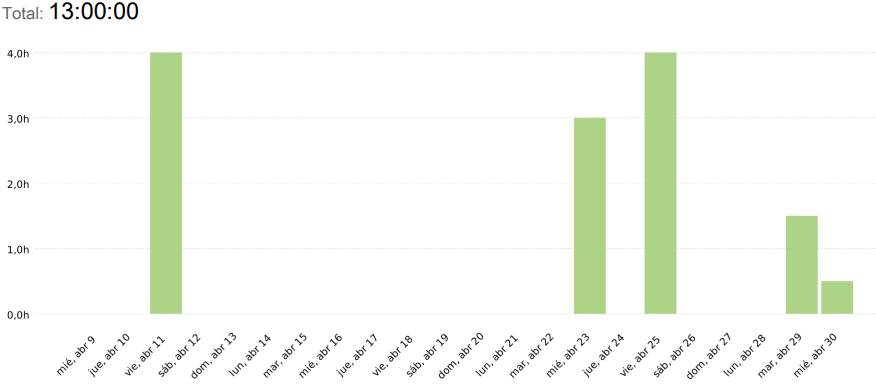 Total: 13:00:00
4,0h
3,0h
2,0h
1,0h
0,0h
mié, abr 9
jue, abr 10
vie, abr 11
sáb, abr 12
dom, abr 13
lun, abr 14
mar, abr 15
mié, abr 16
jue, abr 17
vie, abr 18
sáb, abr 19
dom, abr 20
lun, abr 21
mar, abr 22
mié, abr 23
jue, abr 24
vie, abr 25
sáb, abr 26
dom, abr 27
lun, abr 28
mar, abr 29
mié, abr 30